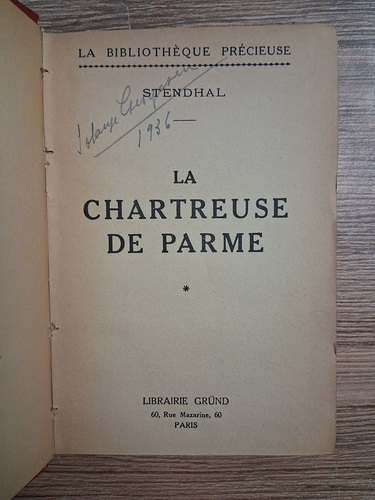 LA BIBLIOTHÈQUE PRÉCIEUSE
STENDHAL
1936
LA
CHARTREUSE
DE PARME
*
LIBRAIRIE GRÜND
60, Rue Mazarine, 60
PARIS